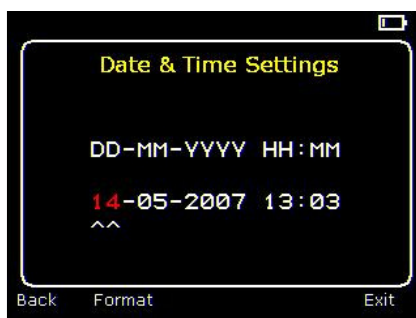 Date & Time Settings
DD-MM-YYYY HH:MM
14-05-2007 13:03
^^
Back Format Exit